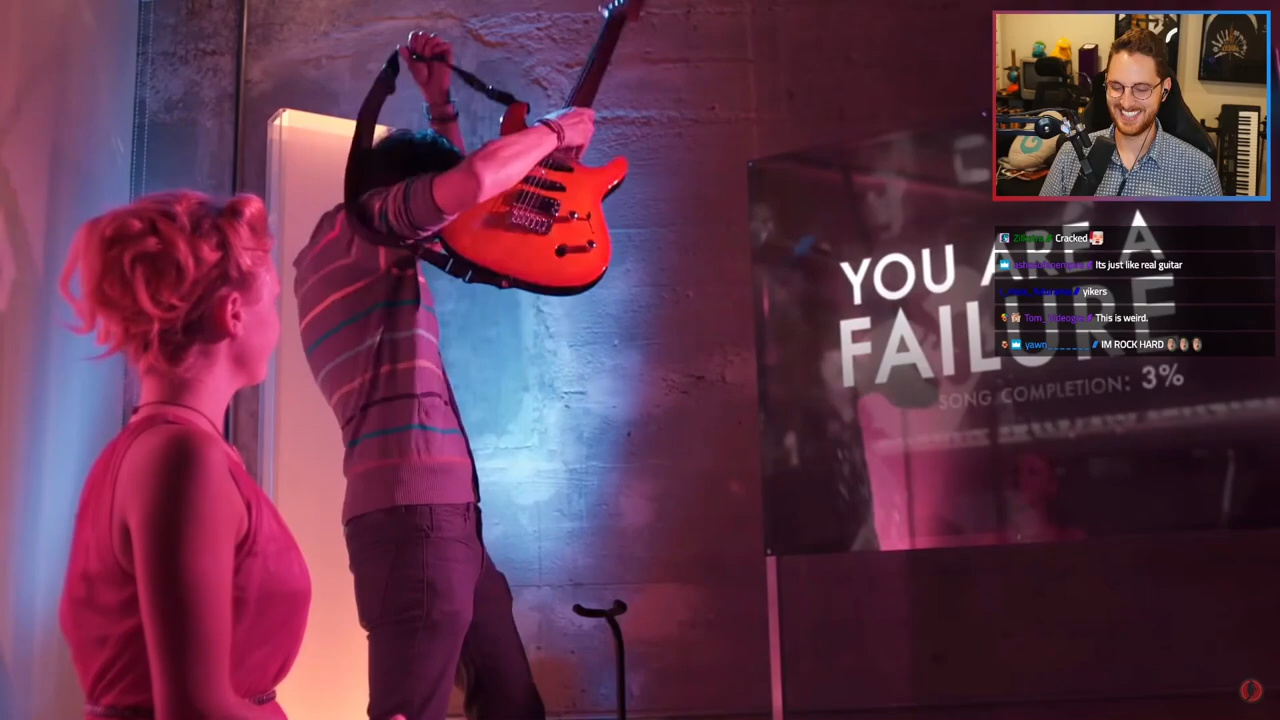 YOU ARE A
FAILURE
SONG COMPLETION: 3%
Cracked
Its just like real guitar
yikers
This is weird.
yawn_______ IM ROCK HARD